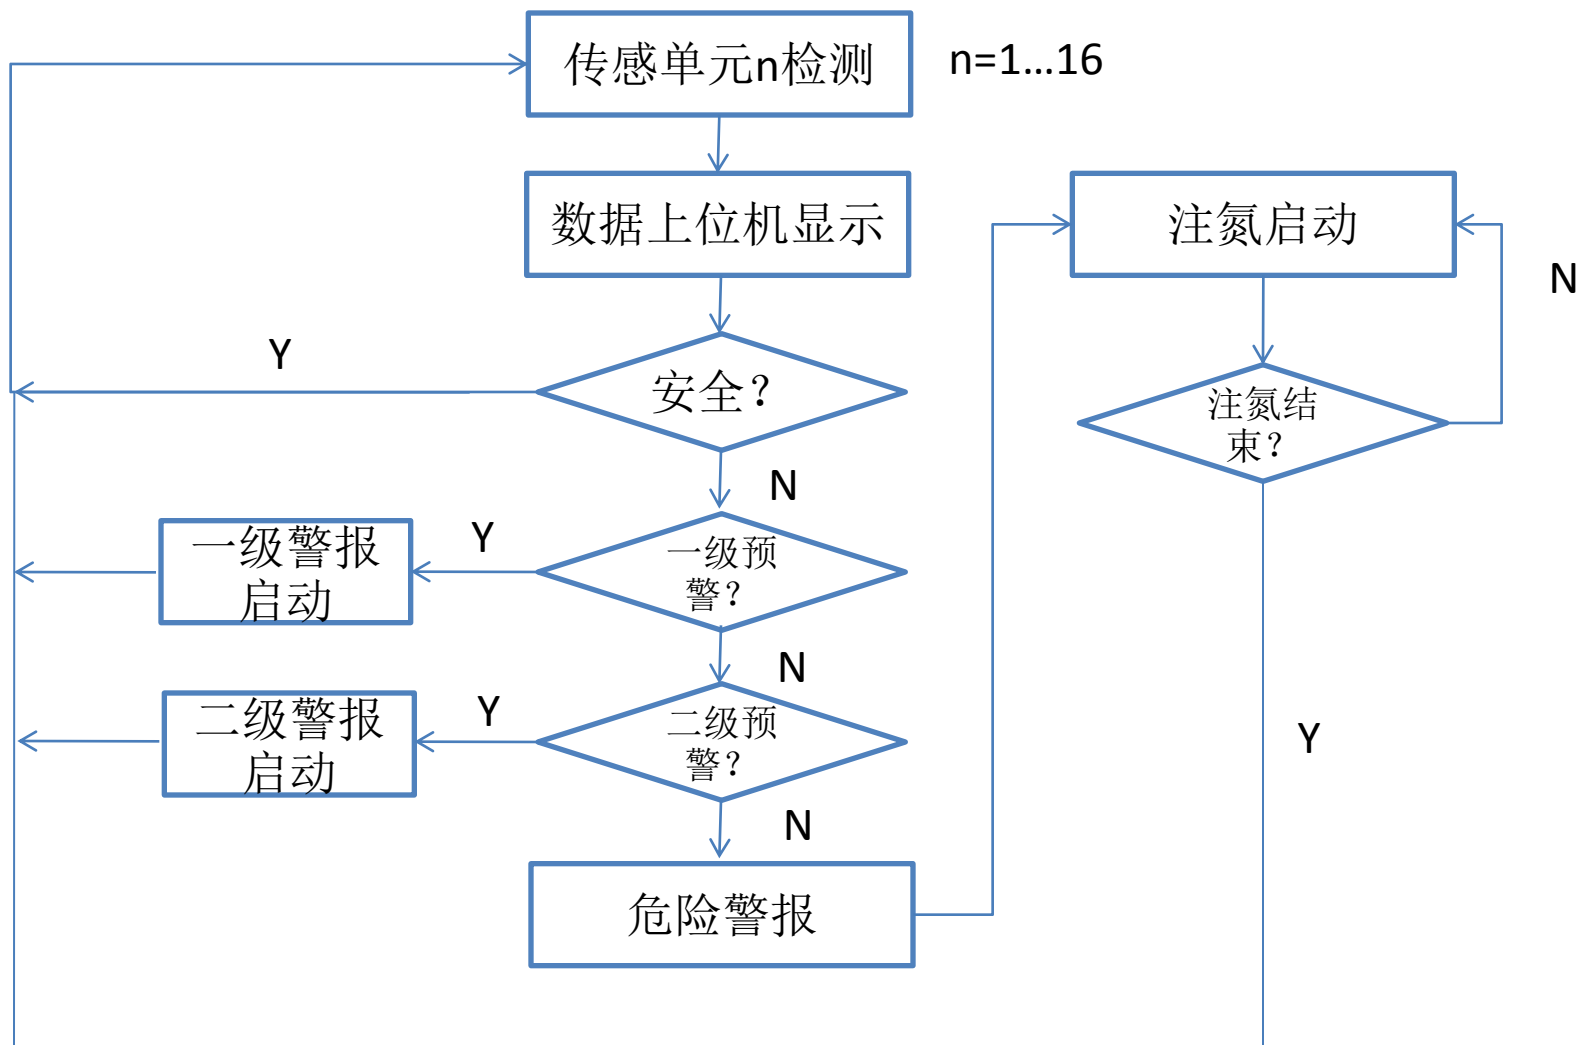 传感单元n检测
n=1...16
数据上位机显示
注氮启动
N
Y
安全？
注氮结
束？
N
一级警报
启动
Y
一级预
警？
N
二级警报
启动
Y
二级预
警？
Y
N
危险警报